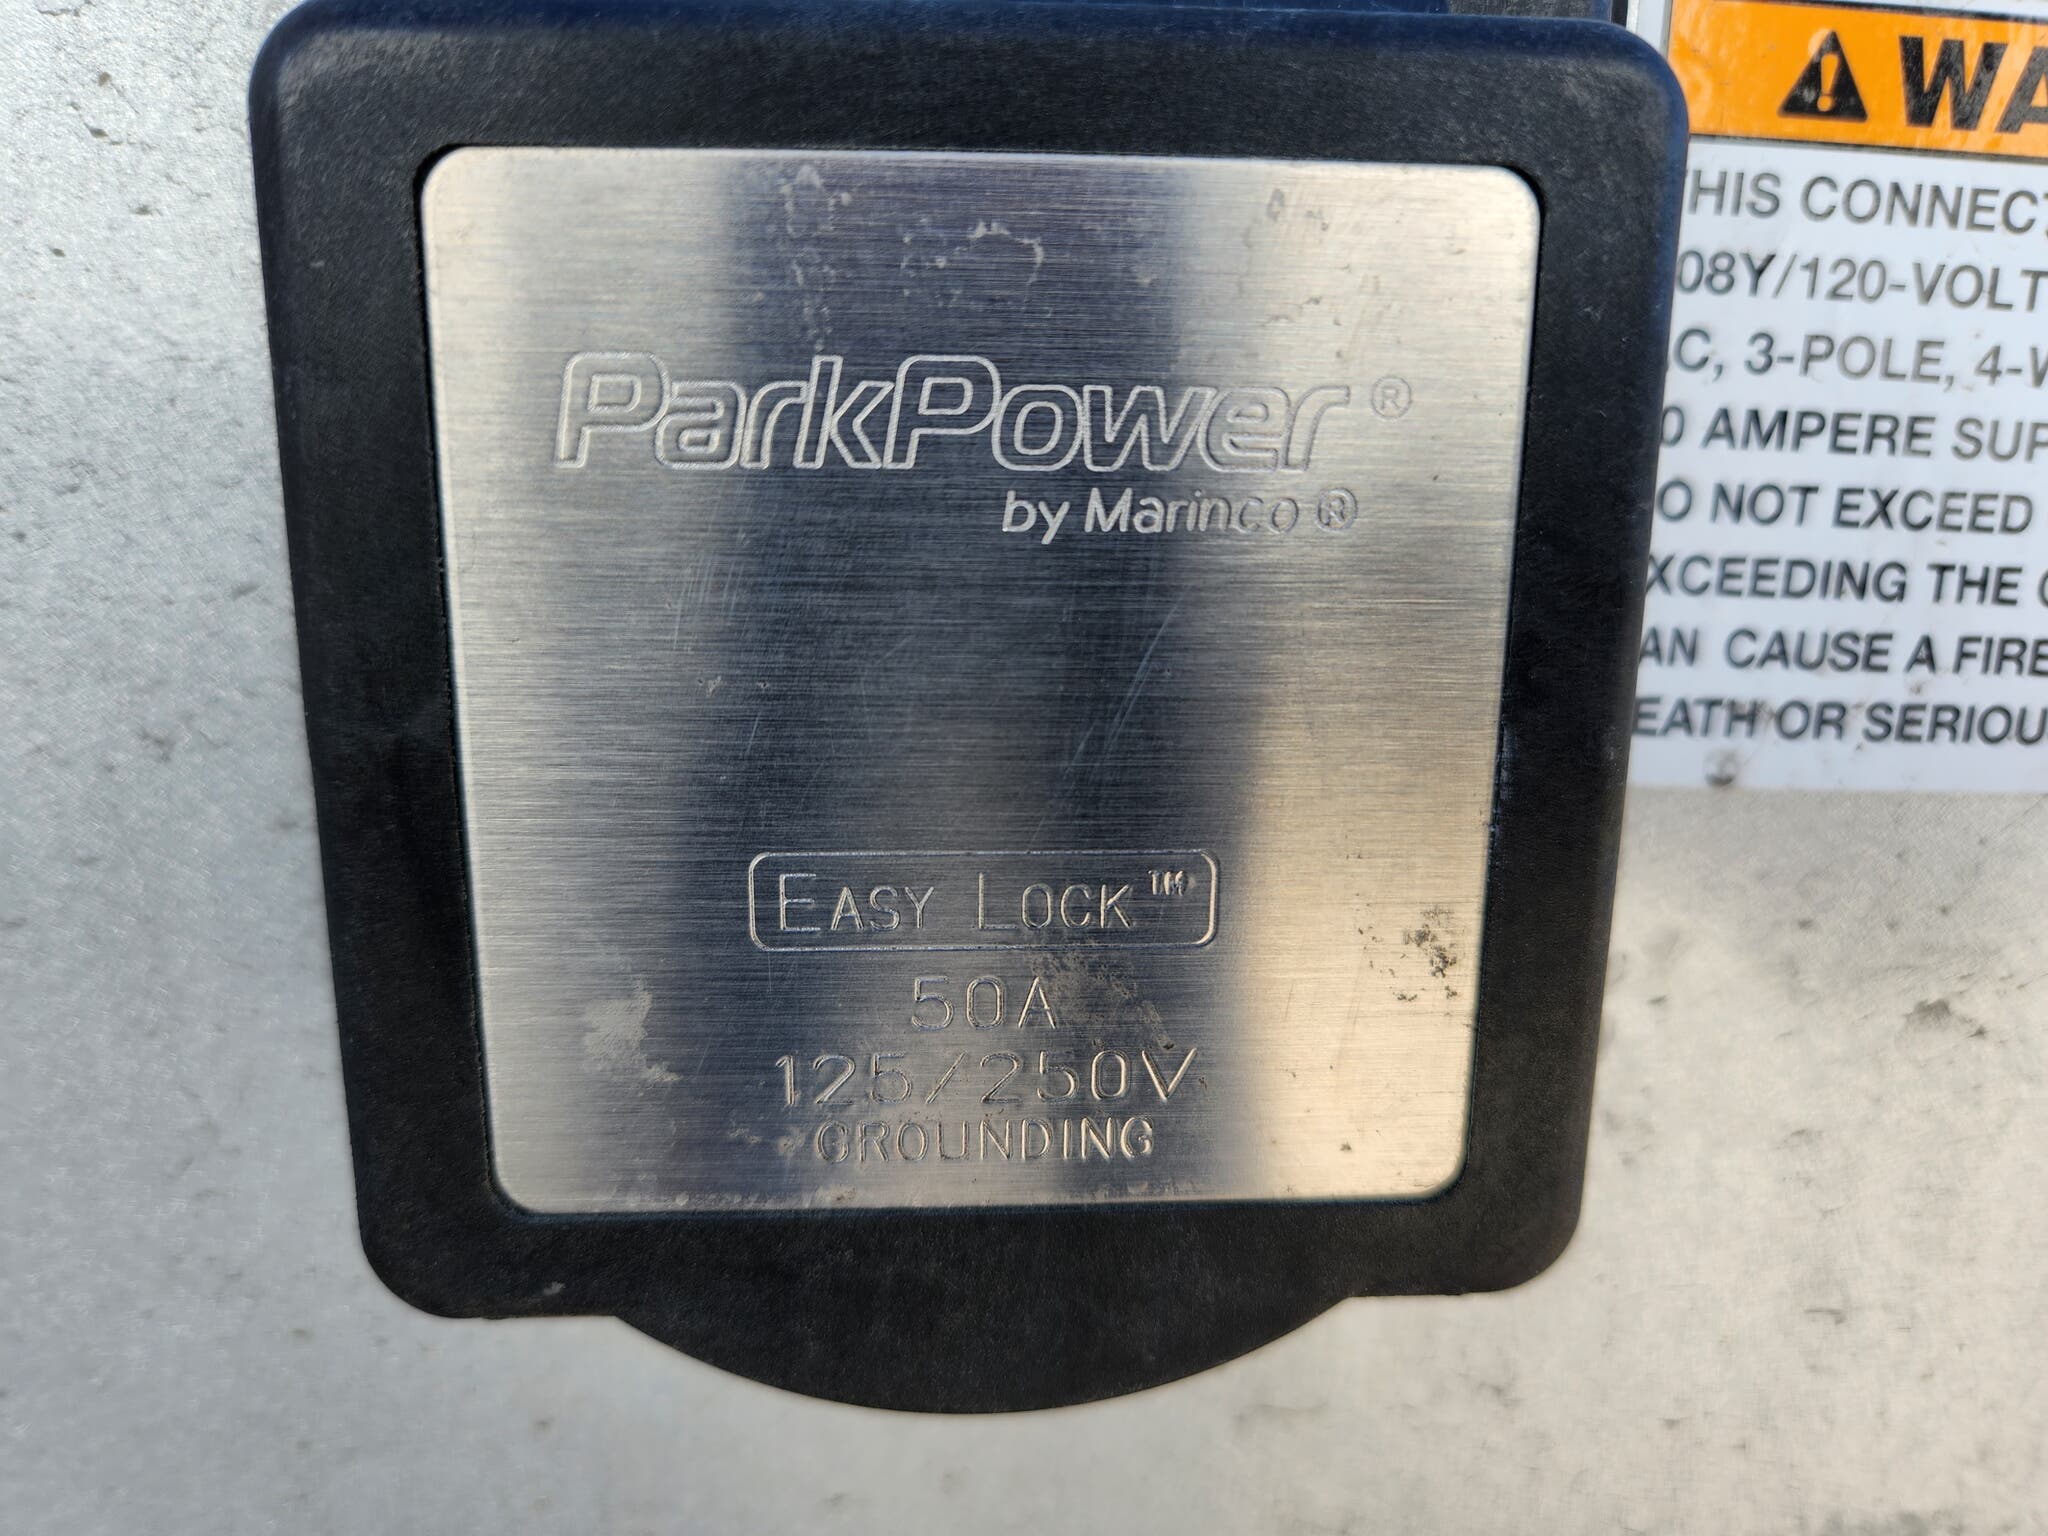 ParkPower®
by Marinco®
EASY LOCK™
50A
125/250V
GROUNDING
WA
HIS CONNECT
08Y/120-VOLT
C, 3-POLE, 4-W
0 AMPERE SUP
O NOT EXCEED
XCEEDING THE C
AN CAUSE A FIRE
EATH OR SERIOU